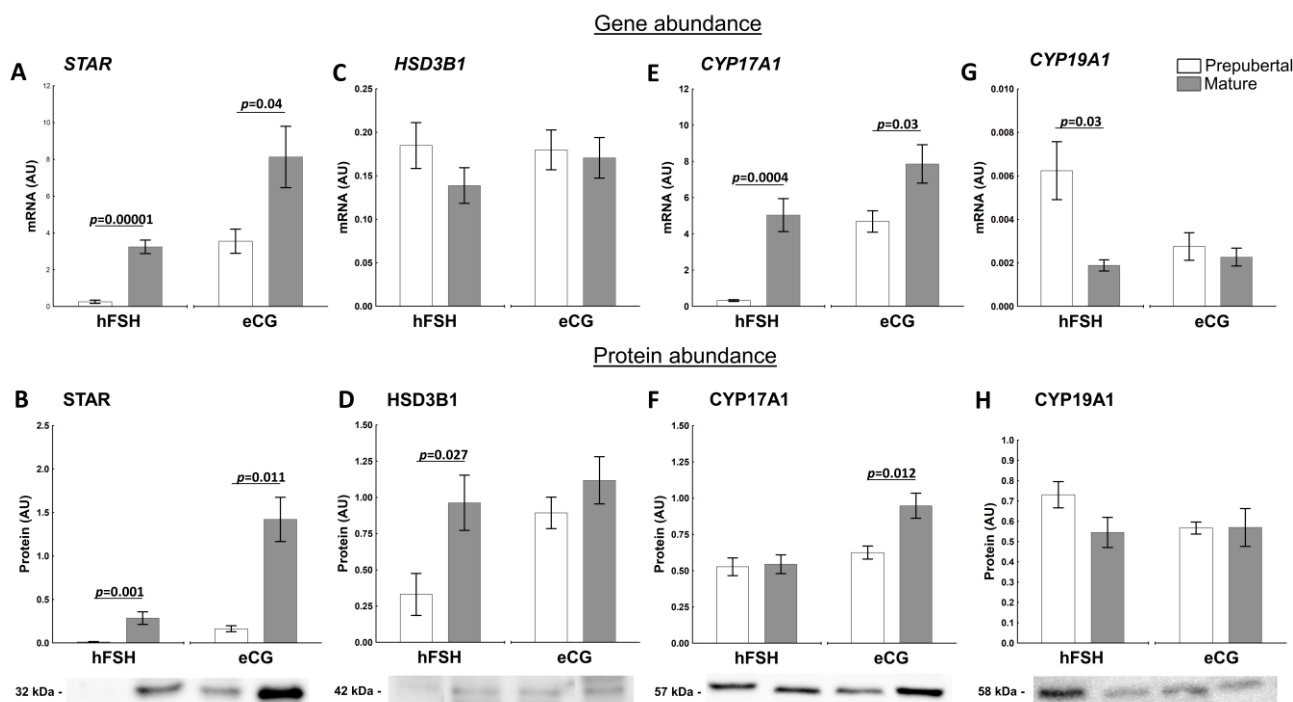 Gene abundance
A STAR
C HSD3B1
E CYP17A1
G CYP19A1
Prepubertal
Mature
mRNA (AU)
12
10
8
6
4
2
0
p=0.00001
p=0.04
hFSH eCG
mRNA (AU)
0.25
0.20
0.15
0.10
0.05
0.00
hFSH eCG
mRNA (AU)
12
10
8
6
4
2
0
p=0.0004
p=0.03
hFSH eCG
mRNA (AU)
0.010
0.008
0.006
0.004
0.002
0.000
p=0.03
hFSH eCG
Protein abundance
B STAR
D HSD3B1
F CYP17A1
H CYP19A1
Protein (AU)
2.5
2.0
1.5
1.0
0.5
0.0
p=0.001
p=0.011
hFSH eCG
32 kDa -
Protein (AU)
1.50
1.25
1.00
0.75
0.50
0.25
0.00
p=0.027
hFSH eCG
42 kDa -
Protein (AU)
1.50
1.25
1.00
0.75
0.50
0.25
0.00
p=0.012
hFSH eCG
57 kDa -
Protein (AU)
1.0
0.9
0.8
0.7
0.6
0.5
0.4
0.3
0.2
0.1
0.0
hFSH eCG
58 kDa -